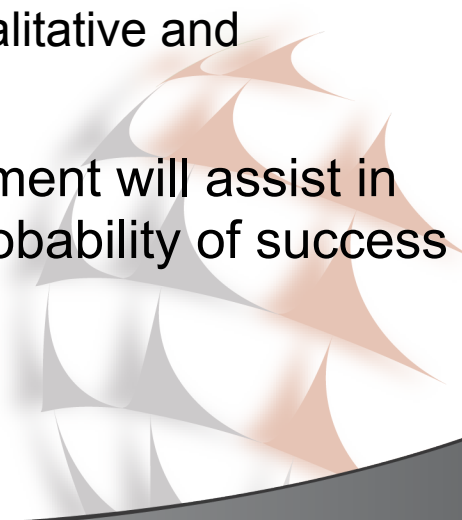 alitative and
ment will assist in
obability of success